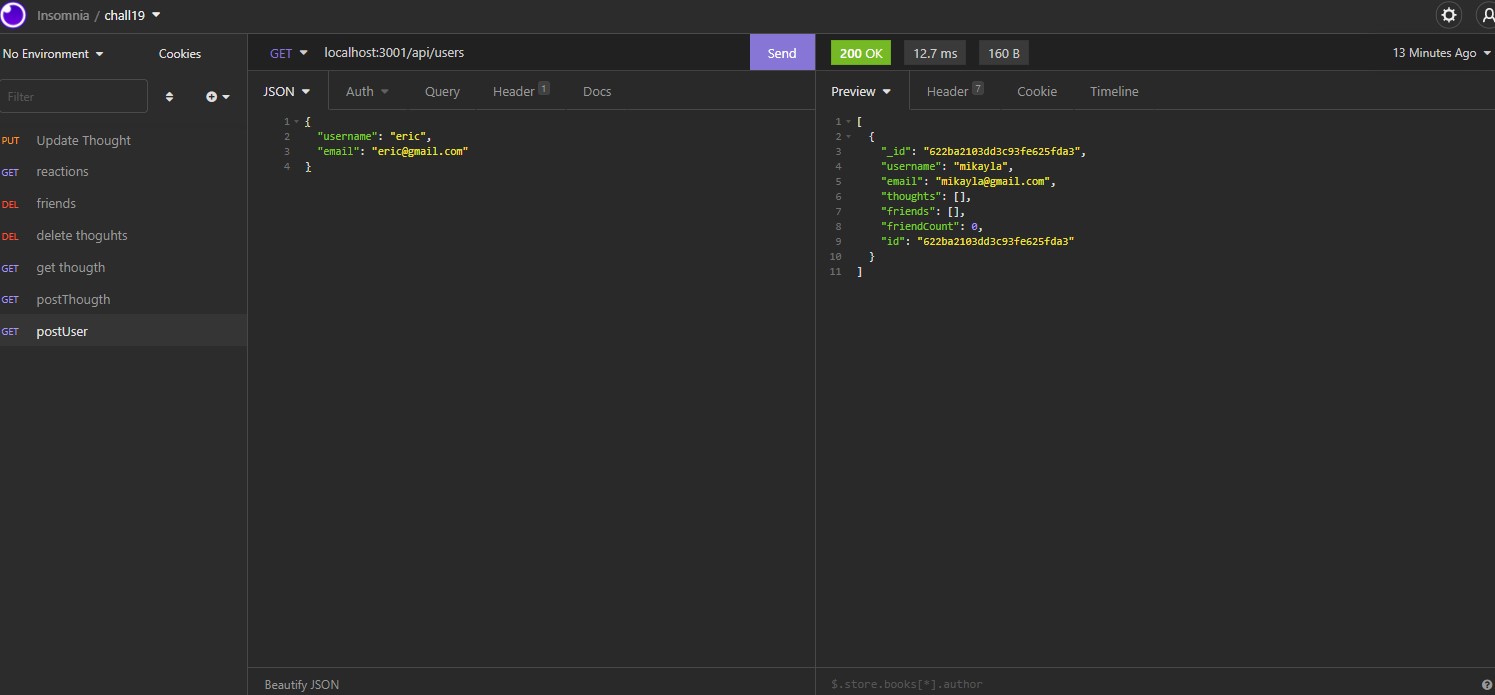 Insomnia / chall19
No Environment
Cookies
GET localhost:3001/api/users
Send
200 OK 12.7 ms 160 B
13 Minutes Ago
Filter
JSON Auth Query Header 1 Docs
Preview Header 7 Cookie Timeline
PUT Update Thought
GET reactions
DEL friends
DEL delete thoguhts
GET get thougth
GET postThougth
GET postUser
1 {
2 "username": "eric",
3 "email": "eric@gmail.com"
4 }
1 [
2 {
3 "_id": "622ba2103dd3c93fe625fda3",
4 "username": "mikayla",
5 "email": "mikayla@gmail.com",
6 "thoughts": [],
7 "friends": [],
8 "friendCount": 0,
9 "id": "622ba2103dd3c93fe625fda3"
10 }
11 ]
Beautify JSON
$.store.books[*].author